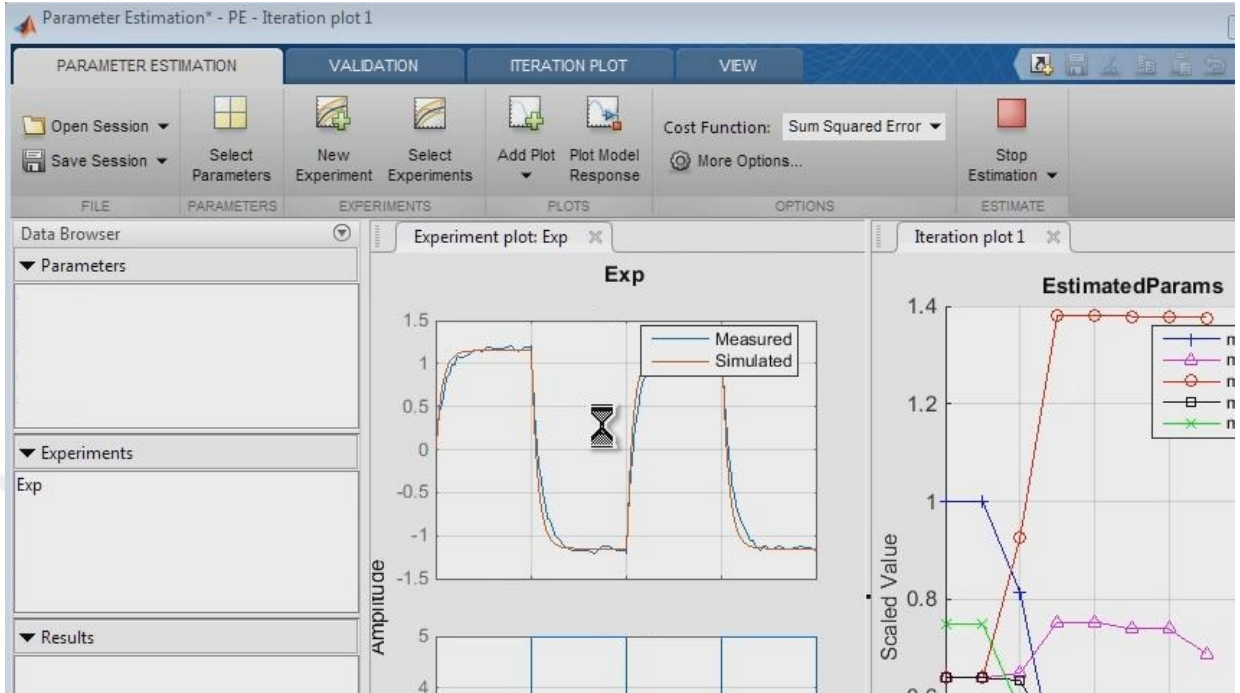 Parameter Estimation* - PE - Iteration plot 1
PARAMETER ESTIMATION
VALIDATION
ITERATION PLOT
VIEW
Open Session
Save Session
Select
Parameters
New
Experiment
Select
Experiments
Add Plot
Plot Model
Response
Cost Function: Sum Squared Error
More Options...
Stop
Estimation
FILE
PARAMETERS
EXPERIMENTS
PLOTS
OPTIONS
ESTIMATE
Data Browser
Parameters
Experiments
Exp
Results
Experiment plot: Exp
Exp
1.5
1
0.5
0
-0.5
-1
-1.5
Measured
Simulated
Amplitude
5
4
Iteration plot 1
EstimatedParams
1.4
1.2
1
0.8
0.6
Scaled Value
m
m
m
m
m